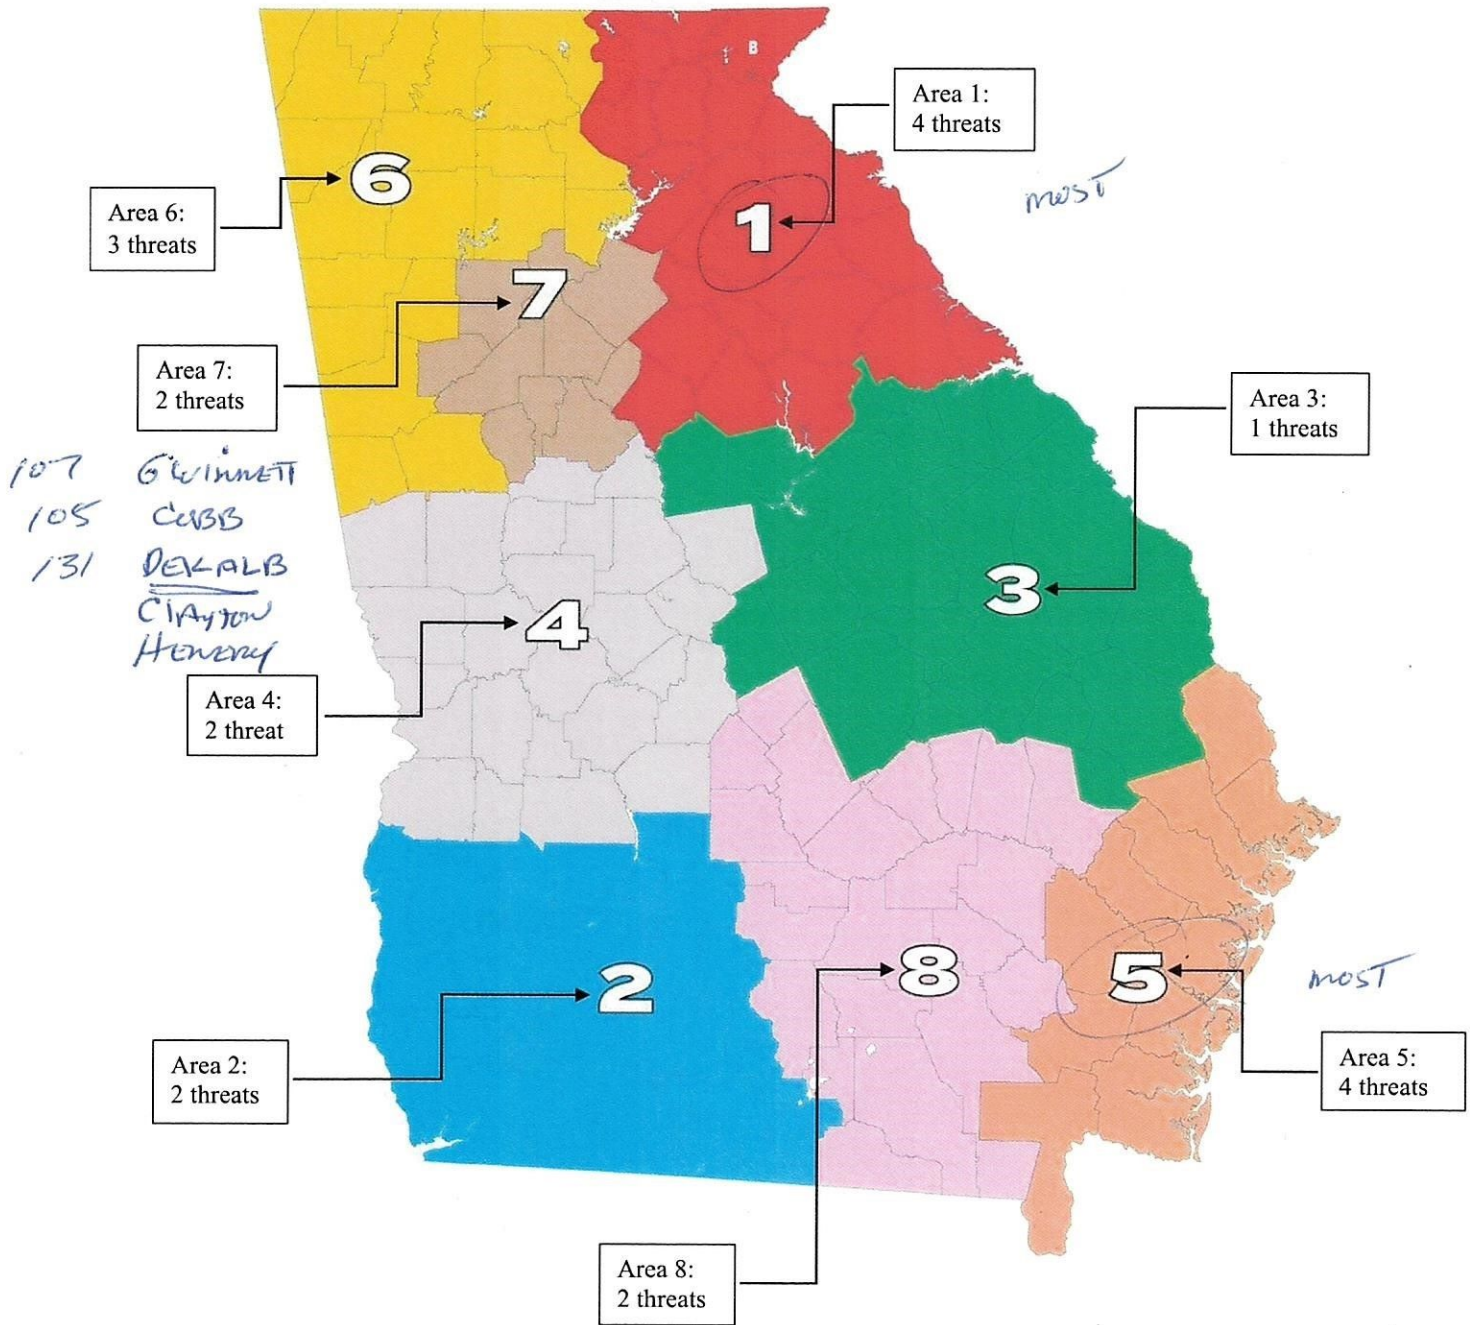 B
Area 1:
4 threats
most
6
1
Area 6:
3 threats
7
Area 7:
2 threats
Area 3:
1 threats
107 GWINNETT
105 COBB
131 DEKALB
CLAYTON
HENERY
3
4
Area 4:
2 threat
8
5
most
2
Area 2:
2 threats
Area 5:
4 threats
Area 8:
2 threats